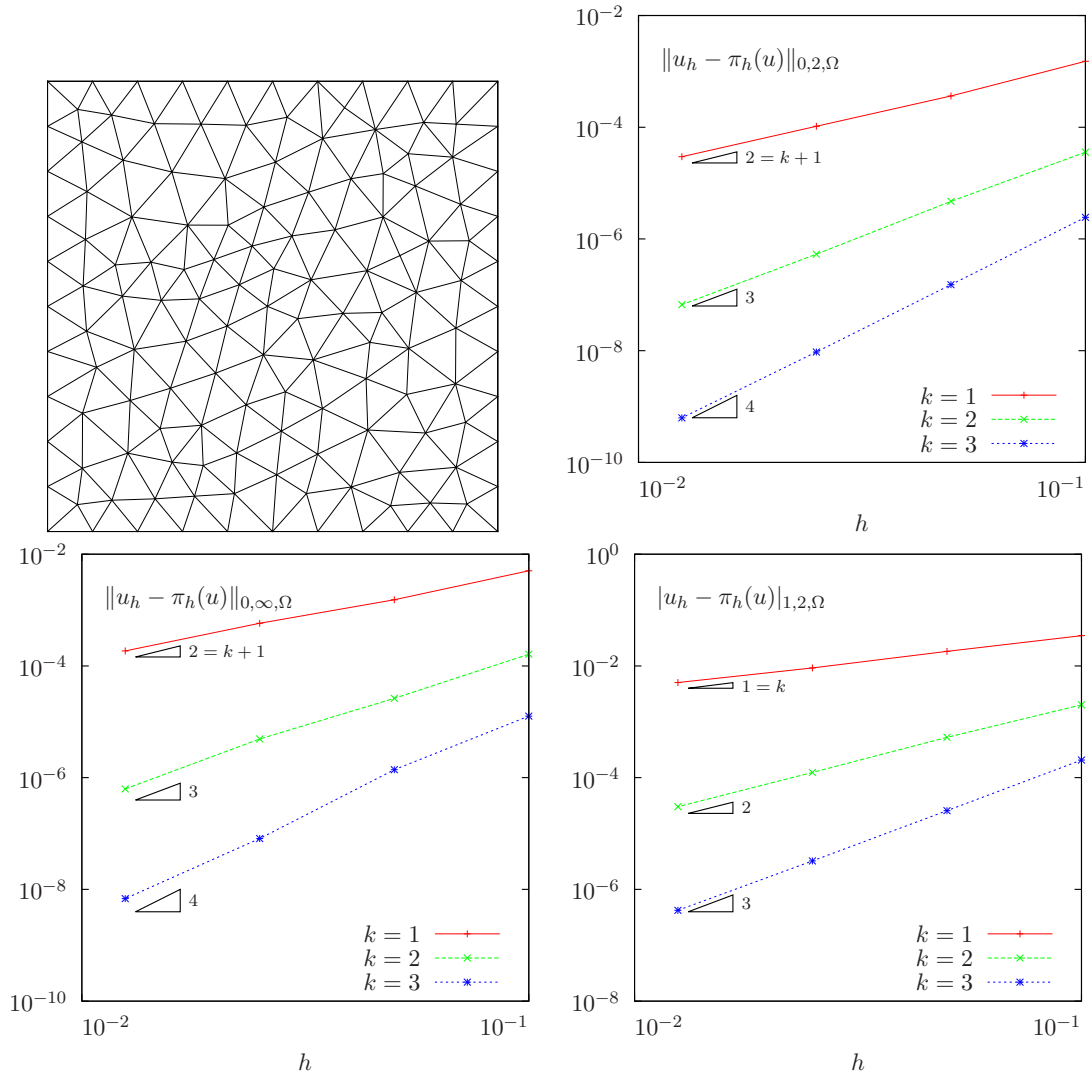 10^{-2}
‖u_h − π_h(u)‖_{0,2,Ω}
10^{-4}
2 = k + 1
10^{-6}
3
10^{-8}
4
k = 1
k = 2
k = 3
10^{-10}
10^{-2}
10^{-1}
h
10^{-2}
‖u_h − π_h(u)‖_{0,∞,Ω}
2 = k + 1
10^{-4}
10^{-6}
3
10^{-8}
4
k = 1
k = 2
k = 3
10^{-10}
10^{-2}
10^{-1}
h
10^{0}
|u_h − π_h(u)|_{1,2,Ω}
10^{-2}
1 = k
10^{-4}
2
10^{-6}
3
k = 1
k = 2
k = 3
10^{-8}
10^{-2}
10^{-1}
h